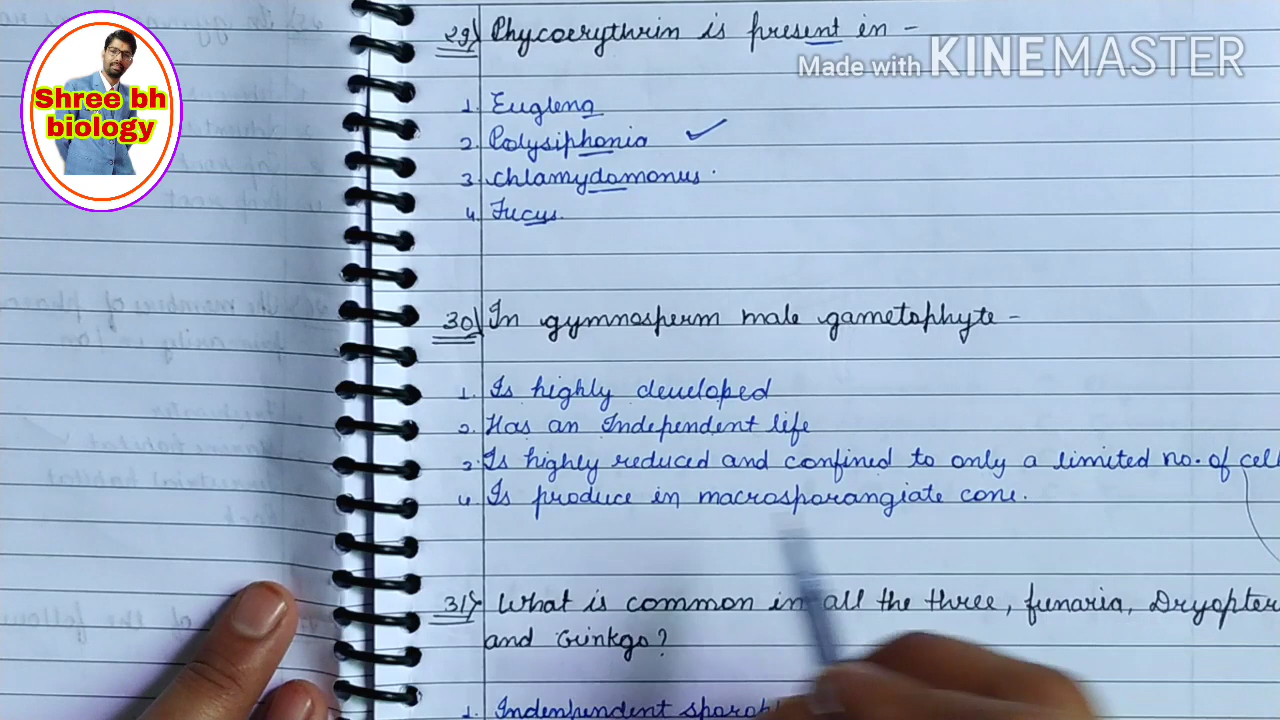 Shree bh
biology
Made with KINEMASTER
29) Phycoerythrin is present in -
1. Euglena
2. Polysiphonia
3. Chlamydomonus.
4. Fucus.
30) In gymnosperm male gametophyte -
1. Is highly developed
2. Has an Independent life
3. Is highly reduced and confined to only a limited no. of cell
4. Is produce in macrosporangiate cone.
31) What is common in all the three, funaria, Dryopter
and Ginkgo?
1. Indenpendent